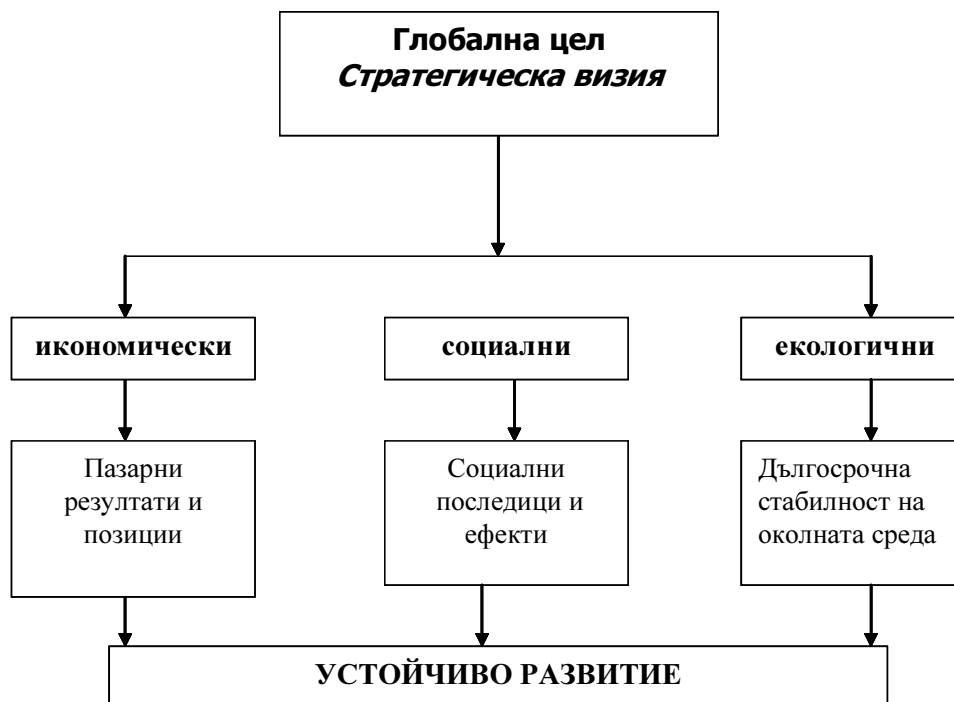 Глобална цел
Стратегическа визия
икономически
социални
екологични
Пазарни
резултати и
позиции
Социални
последици и
ефекти
Дългосрочна
стабилност на
околната среда
УСТОЙЧИВО РАЗВИТИЕ